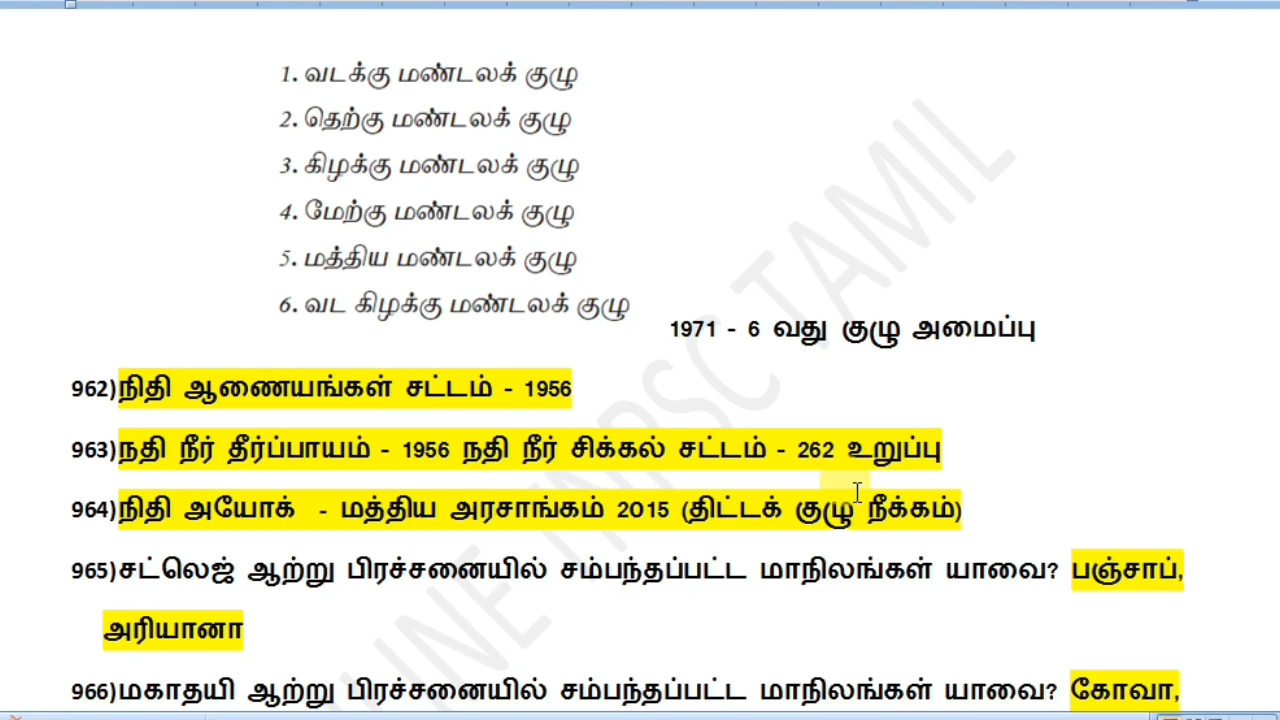 1. வடக்கு மண்டலக் குழு
2. தெற்கு மண்டலக் குழு
3. கிழக்கு மண்டலக் குழு
4. மேற்கு மண்டலக் குழு
5. மத்திய மண்டலக் குழு
6. வட கிழக்கு மண்டலக் குழு
1971 - 6 வது குழு அமைப்பு
962)நிதி ஆணையங்கள் சட்டம் - 1956
963)நதி நீர் தீர்ப்பாயம் - 1956 நதி நீர் சிக்கல் சட்டம் - 262 உறுப்பு
964)நிதி அயோக் - மத்திய அரசாங்கம் 2015 (திட்டக் குழு நீக்கம்)
965)சட்லெஜ் ஆற்று பிரச்சனையில் சம்பந்தப்பட்ட மாநிலங்கள் யாவை? பஞ்சாப்,
அரியானா
966)மகாதயி ஆற்று பிரச்சனையில் சம்பந்தப்பட்ட மாநிலங்கள் யாவை? கோவா,
LINE TNPSC TAMIL